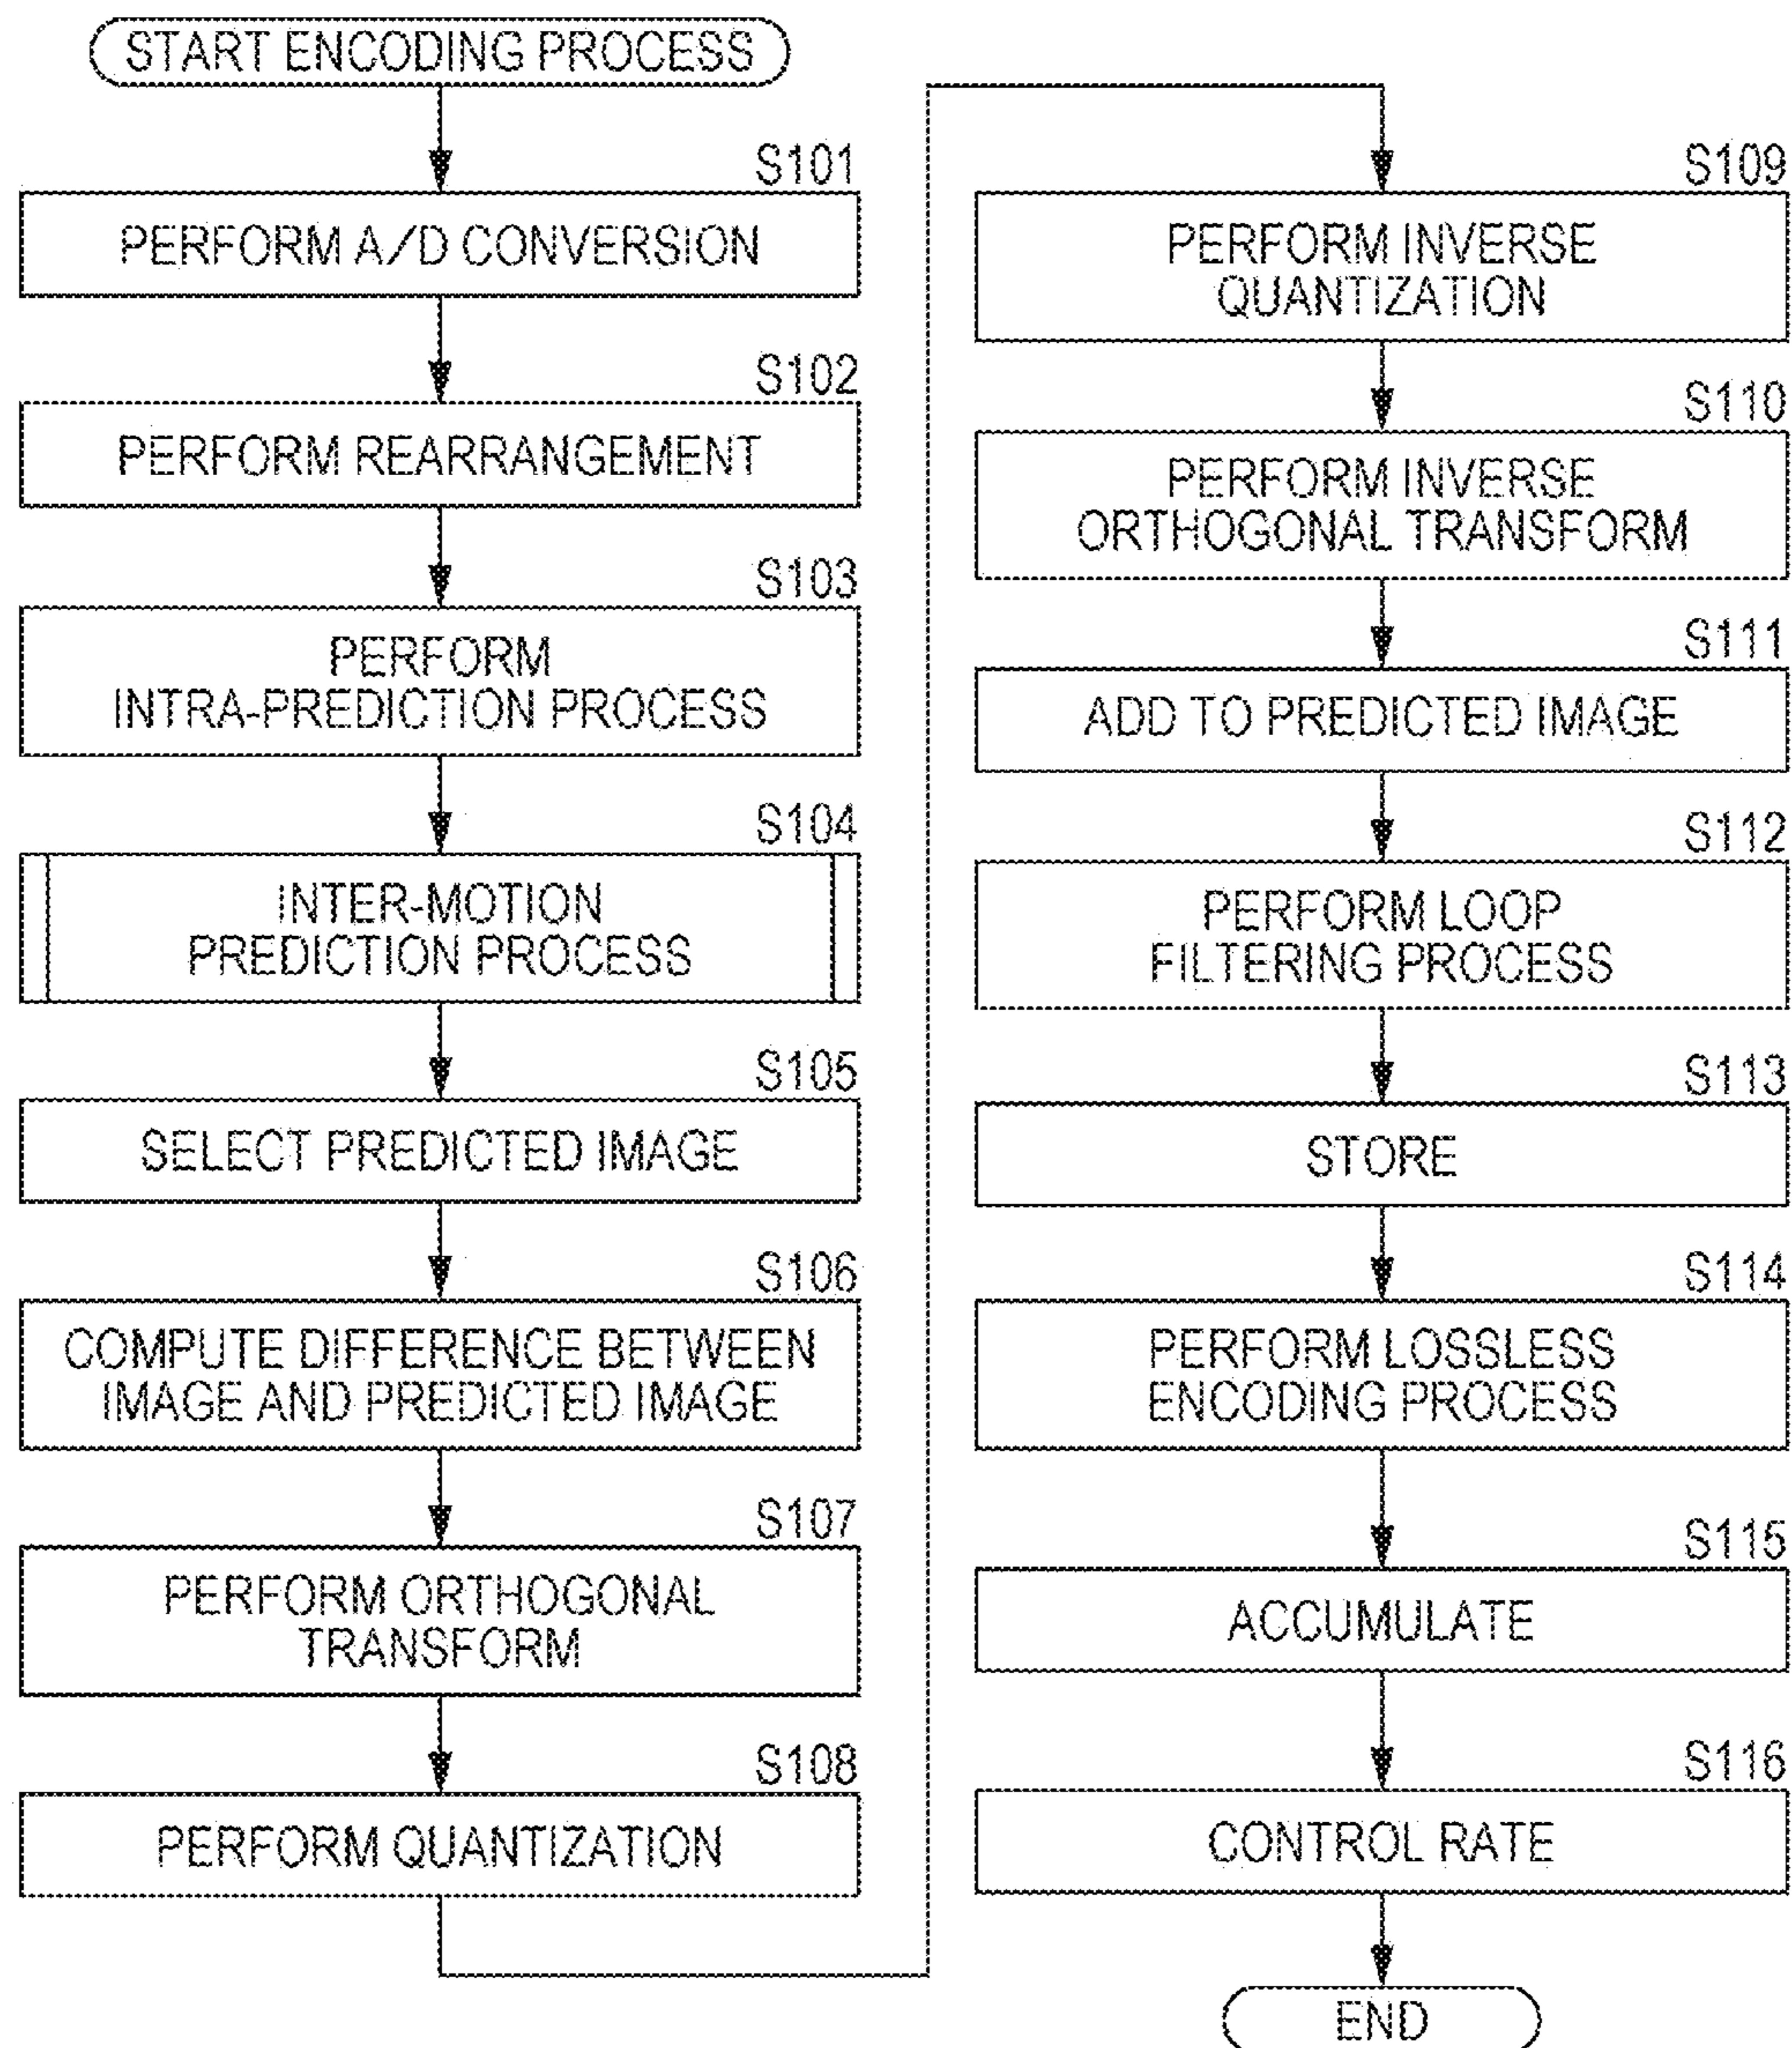 START ENCODING PROCESS
S101
PERFORM A/D CONVERSION
S102
PERFORM REARRANGEMENT
S103
PERFORM
INTRA-PREDICTION PROCESS
S104
INTER-MOTION
PREDICTION PROCESS
S105
SELECT PREDICTED IMAGE
S106
COMPUTE DIFFERENCE BETWEEN
IMAGE AND PREDICTED IMAGE
S107
PERFORM ORTHOGONAL
TRANSFORM
S108
PERFORM QUANTIZATION
S109
PERFORM INVERSE
QUANTIZATION
S110
PERFORM INVERSE
ORTHOGONAL TRANSFORM
S111
ADD TO PREDICTED IMAGE
S112
PERFORM LOOP
FILTERING PROCESS
S113
STORE
S114
PERFORM LOSSLESS
ENCODING PROCESS
S115
ACCUMULATE
S116
CONTROL RATE
END